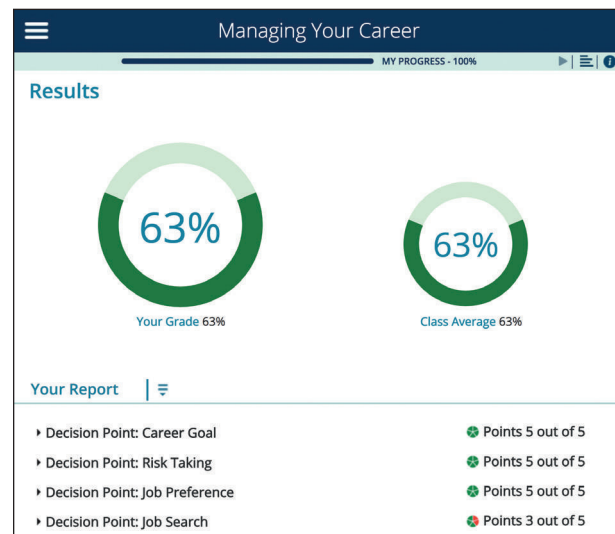 Managing Your Career
MY PROGRESS - 100%
Results
63%
63%
Your Grade 63%
Class Average 63%
Your Report
Decision Point: Career Goal Points 5 out of 5
Decision Point: Risk Taking Points 5 out of 5
Decision Point: Job Preference Points 5 out of 5
Decision Point: Job Search Points 3 out of 5